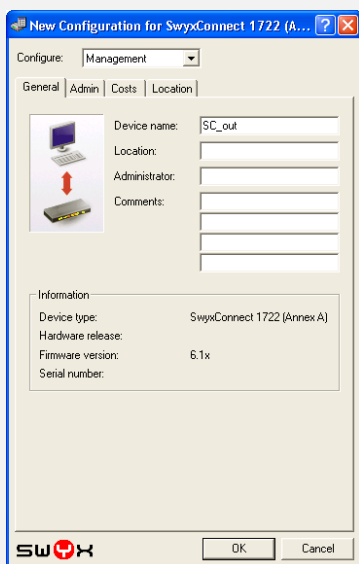 New Configuration for SwyxConnect 1722 (A...
Configure: Management
General Admin Costs Location
Device name: SC_out
Location:
Administrator:
Comments:
Information
Device type: SwyxConnect 1722 (Annex A)
Hardware release:
Firmware version: 6.1x
Serial number:
swyx OK Cancel